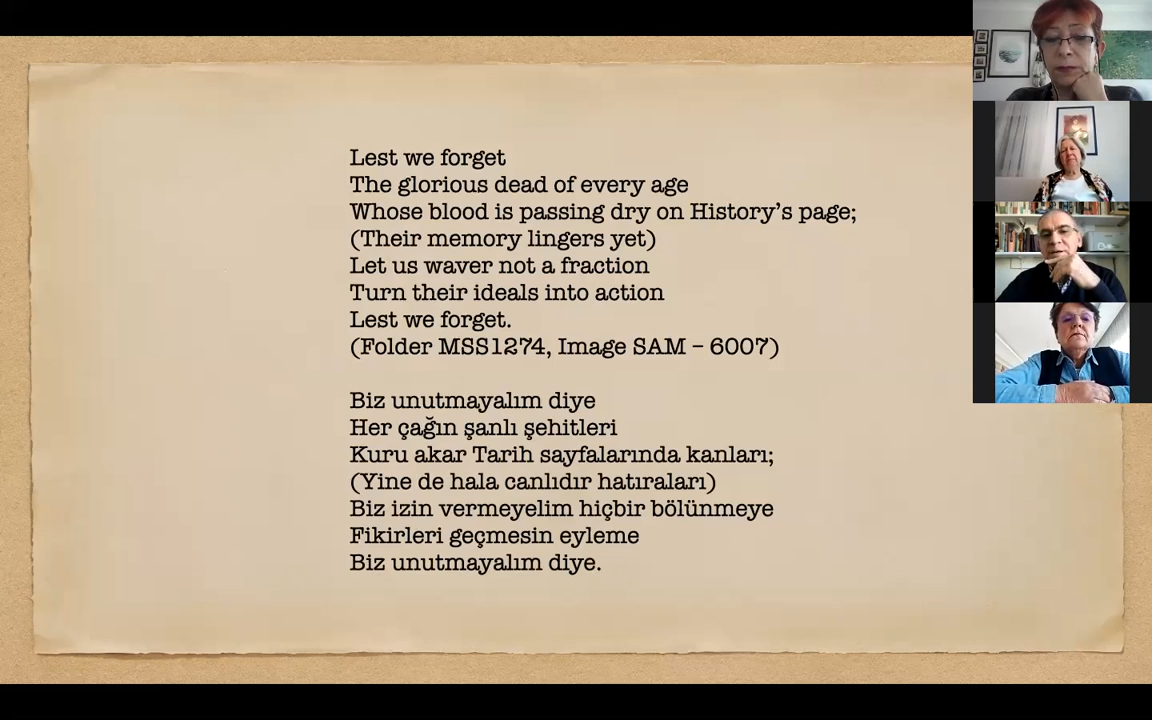 Lest we forget
The glorious dead of every age
Whose blood is passing dry on History's page;
(Their memory lingers yet)
Let us waver not a fraction
Turn their ideals into action
Lest we forget.
(Folder MSS1274, Image SAM – 6007)
Biz unutmayalım diye
Her çağın şanlı şehitleri
Kuru akar Tarih sayfalarında kanları;
(Yine de hala canlıdır hatıraları)
Biz izin vermeyelim hiçbir bölünmeye
Fikirleri geçmesin eyleme
Biz unutmayalım diye.